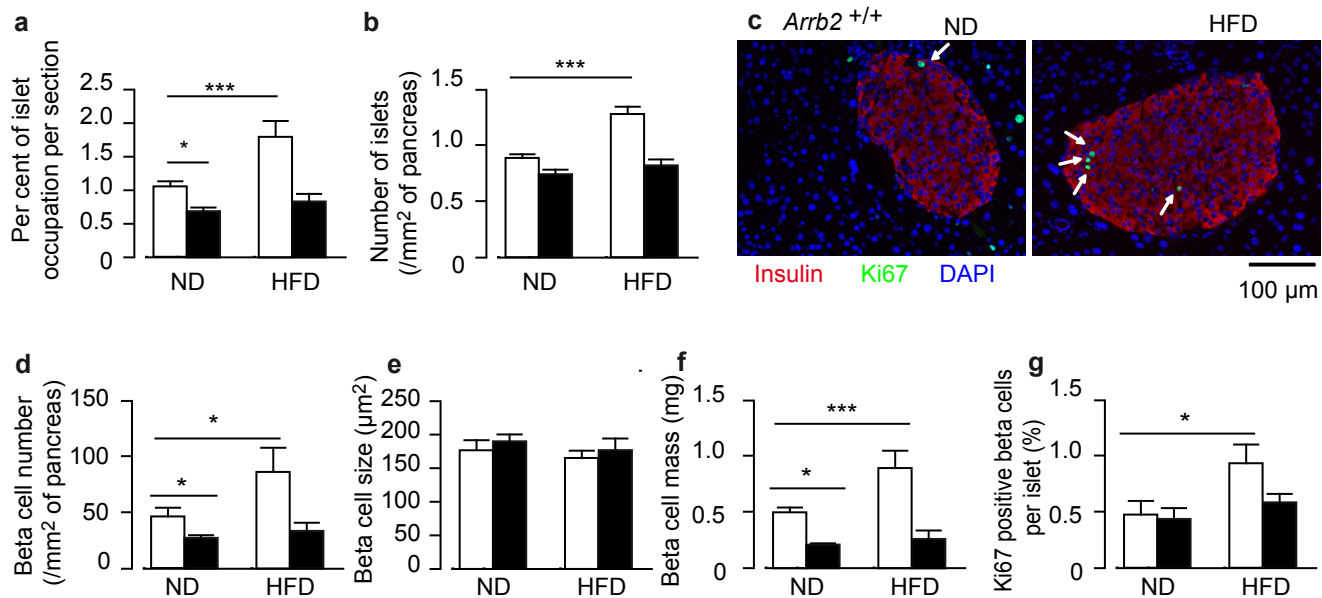 a
Per cent of islet
occupation per section
2.5
2.0
1.5
1.0
0.5
0
***
*
ND HFD
b
Number of islets
(/mm² of pancreas)
1.5
1.0
0.5
0
***
ND HFD
c
Arrb2 +/+ ND HFD
Insulin Ki67 DAPI
100 µm
d
Beta cell number
(/mm² of pancreas)
150
100
50
0
*
*
ND HFD
e
Beta cell size (µm²)
250
200
150
100
50
0
ND HFD
f
Beta cell mass (mg)
1.5
1.0
0.5
0
***
*
ND HFD
g
Ki67 positive beta cells
per islet (%)
1.5
1.0
0.5
0
*
ND HFD